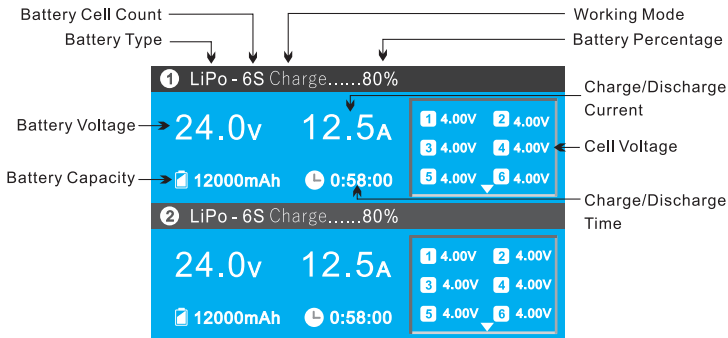 Battery Cell Count
Working Mode
Battery Type
Battery Percentage
1 LiPo - 6S Charge......80%
Charge/Discharge
Current
Battery Voltage
24.0v 12.5A
1 4.00V 2 4.00V
3 4.00V 4 4.00V
Cell Voltage
Battery Capacity
12000mAh 0:58:00
5 4.00V 6 4.00V
Charge/Discharge
Time
2 LiPo - 6S Charge......80%
24.0v 12.5A
1 4.00V 2 4.00V
3 4.00V 4 4.00V
12000mAh 0:58:00
5 4.00V 6 4.00V